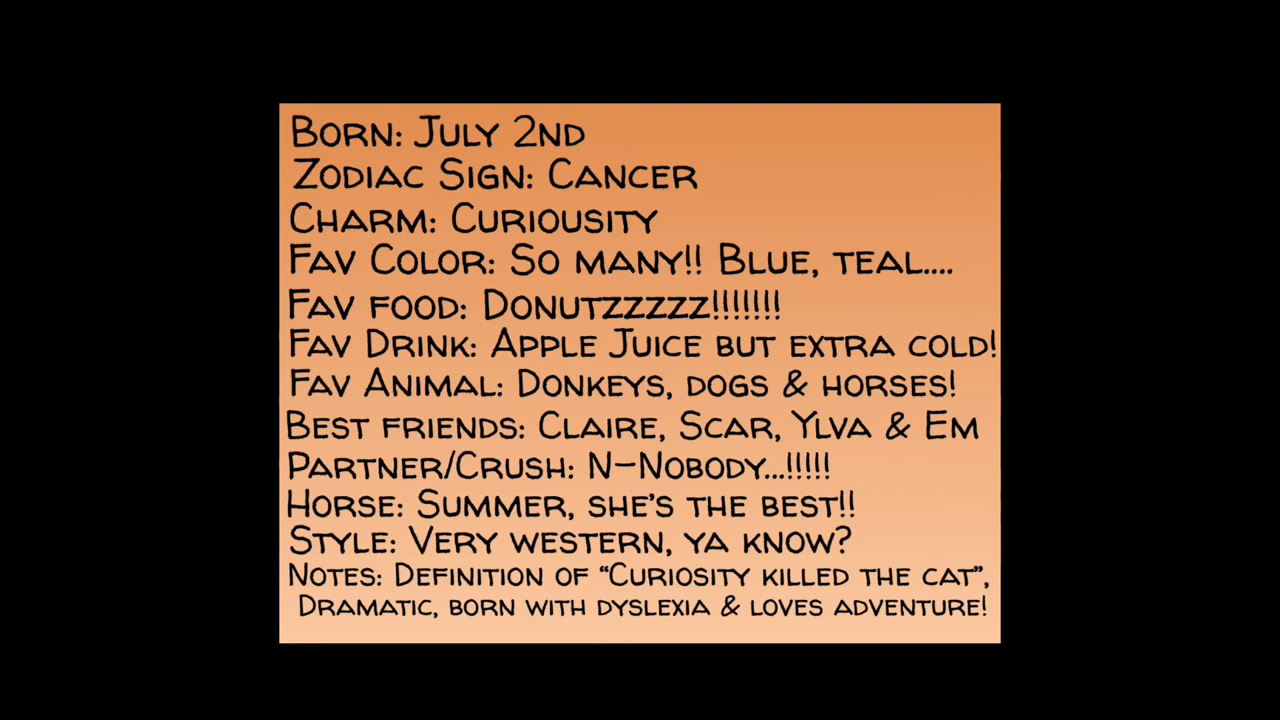 Born: July 2nd
Zodiac Sign: Cancer
Charm: Curiousity
Fav Color: So many!! Blue, teal....
Fav food: Donutzzzzz!!!!!!!
Fav Drink: Apple Juice but extra cold!
Fav Animal: Donkeys, dogs & horses!
Best friends: Claire, Scar, Ylva & Em
Partner/Crush: N-Nobody...!!!!!
Horse: Summer, she's the best!!
Style: Very western, ya know?
Notes: Definition of “Curiosity killed the cat”,
Dramatic, born with dyslexia & loves adventure!